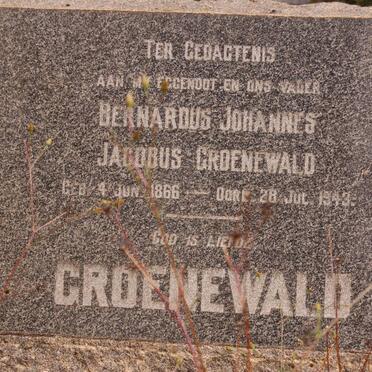 TER GEDAGTENIS
AAN MY EGGENOOT EN ONS VADER
BERNARDUS JOHANNES
JACOBUS GROENEWALD
GEB. 4 JUN. 1866 — OORL. 28 JUL. 1943.
GOD IS LIEFDE
GROENEWALD